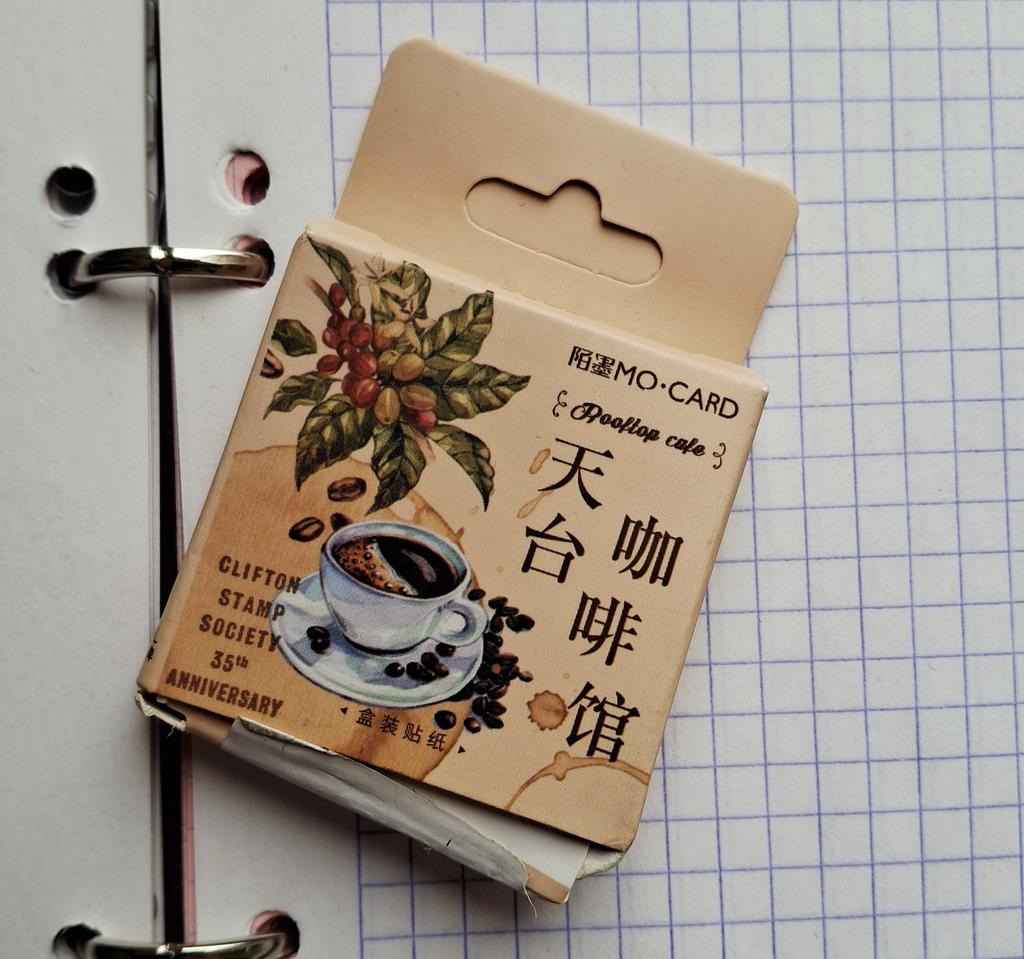 陌墨MO·CARD
Rooftop cafe
天台
咖啡馆
CLIFTON
STAMP
SOCIETY
35th
ANNIVERSARY
盒装贴纸